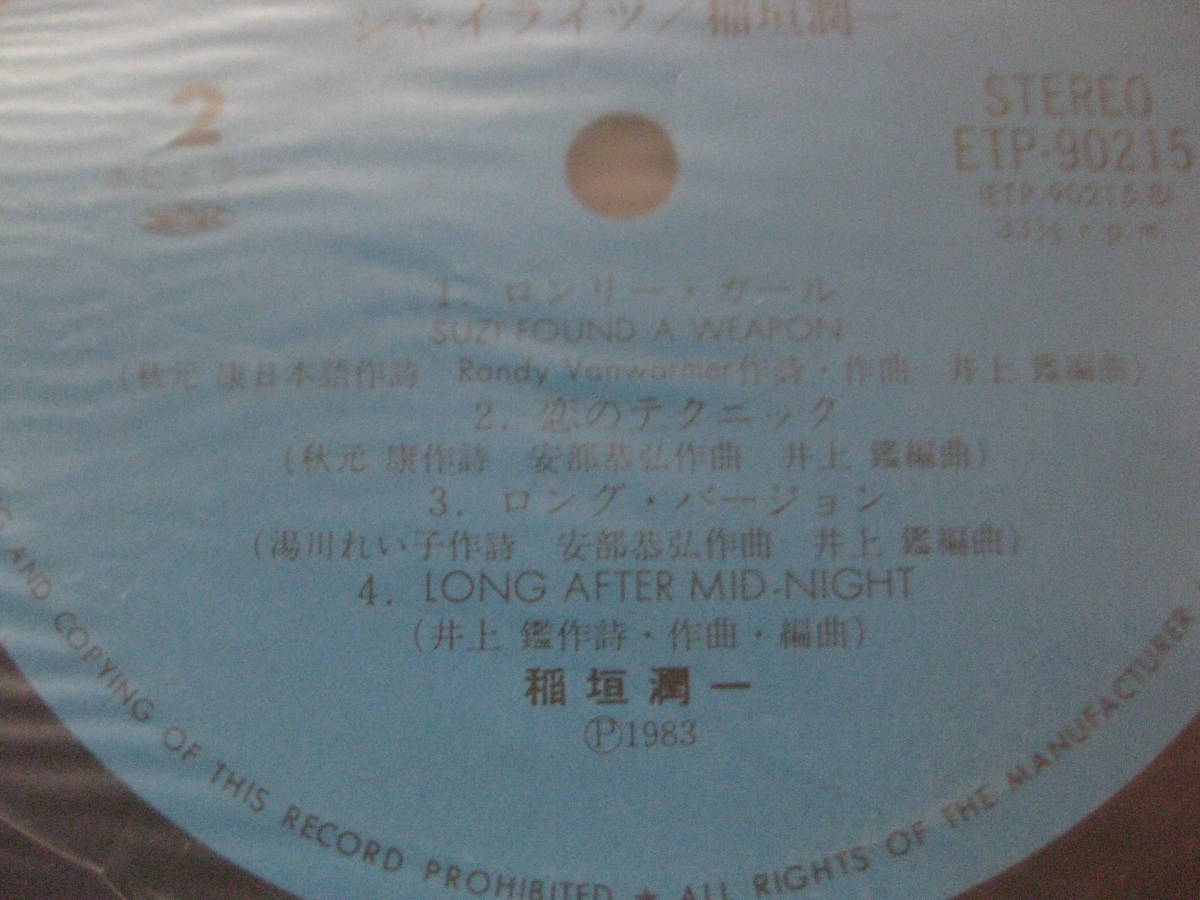 シャイライツ/稲垣潤一
2
STEREO
ETP-90215
(ETP-90215-B)
33⅓ r.p.m.
1. ロンリー・ガール
SUZI FOUND A WEAPON
(秋元 康日本語作詩 Randy Vanwarmer作詩・作曲 井上 鑑編曲)
2. 恋のテクニック
(秋元 康作詩 安部恭弘作曲 井上 鑑編曲)
3. ロング・バージョン
(湯川れい子作詩 安部恭弘作曲 井上 鑑編曲)
4. LONG AFTER MID-NIGHT
(井上 鑑作詩・作曲・編曲)
稲垣潤一
Ⓟ1983
AND COPYING OF THIS RECORD PROHIBITED ★ ALL RIGHTS OF THE MANUFACTURER